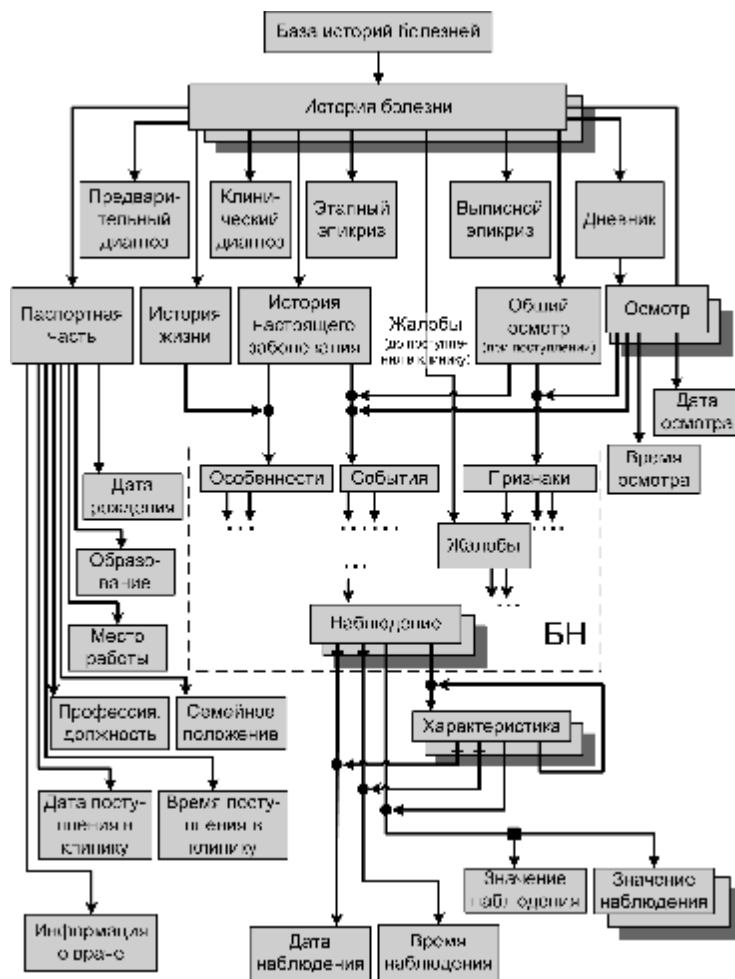 База историй болезней
История болезни
Предвари-
тельный
диагноз
Клини-
ческий
диагноз
Этапный
эпикриз
Выписной
эпикриз
Дневник
Паспортная
часть
История
жизни
История
настоящего
заболевания
Жалобы
(до поступле-
ния в клинику)
Общий
осмотр
(при поступлении)
Осмотр
Дата
осмотра
Время
осмотра
Особенности
События
Признаки
Жалобы
Дата
рождения
Образо-
вание
Место
работы
Наблюдение
БН
Профессия,
должность
Семейное
положение
Характеристика
Дата посту-
пления в
клинику
Время посту-
пления в
клинику
Значение
наблюдения
Значение
наблюдения
Информация
о враче
Дата
наблюдения
Время
наблюдения